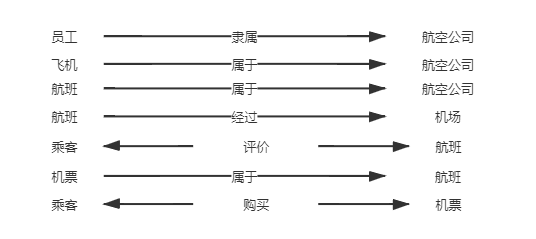 员工 隶属 航空公司
飞机 属于 航空公司
航班 属于 航空公司
航班 经过 机场
乘客 评价 航班
机票 属于 航班
乘客 购买 机票